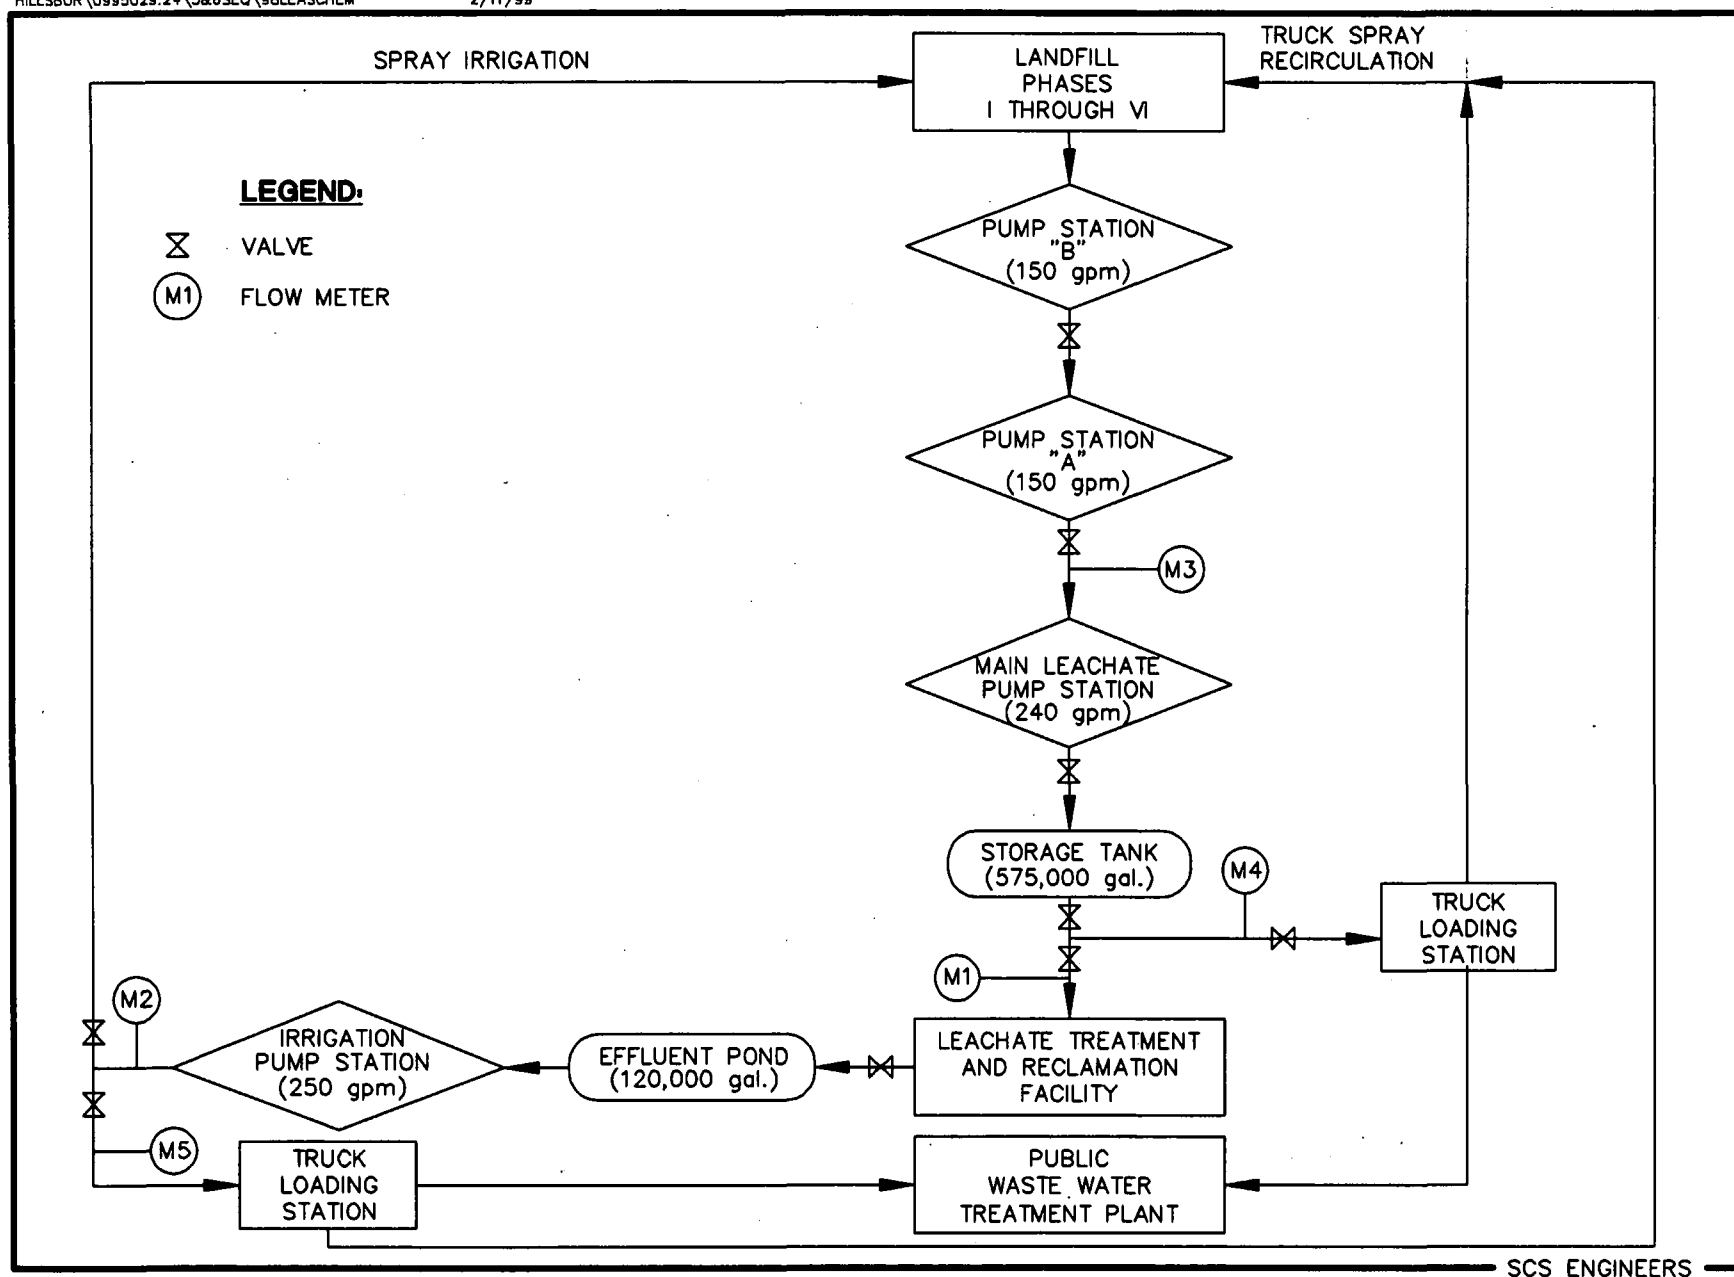 2/11/99
SPRAY IRRIGATION
LANDFILL
PHASES
I THROUGH VI
TRUCK SPRAY
RECIRCULATION
LEGEND:
VALVE
M1 FLOW METER
PUMP STATION
"B"
(150 gpm)
PUMP STATION
"A"
(150 gpm)
M3
MAIN LEACHATE
PUMP STATION
(240 gpm)
STORAGE TANK
(575,000 gal.)
M4
TRUCK
LOADING
STATION
M1
M2
IRRIGATION
PUMP STATION
(250 gpm)
EFFLUENT POND
(120,000 gal.)
LEACHATE TREATMENT
AND RECLAMATION
FACILITY
M5
TRUCK
LOADING
STATION
PUBLIC
WASTE WATER
TREATMENT PLANT
SCS ENGINEERS